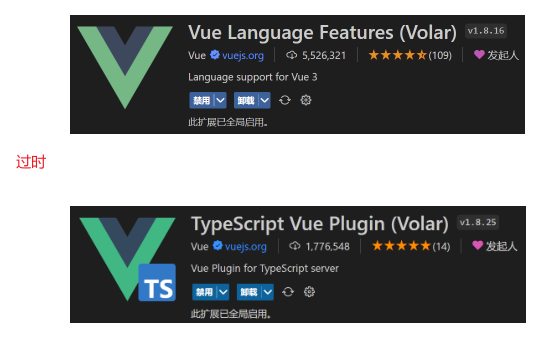 Vue Language Features (Volar) v1.8.16
Vue vuejs.org 5,526,321 (109) 发起人
Language support for Vue 3
禁用 卸载
此扩展已全局启用。
过时
TypeScript Vue Plugin (Volar) v1.8.25
Vue vuejs.org 1,776,548 (14) 发起人
Vue Plugin for TypeScript server
TS
禁用 卸载
此扩展已全局启用。